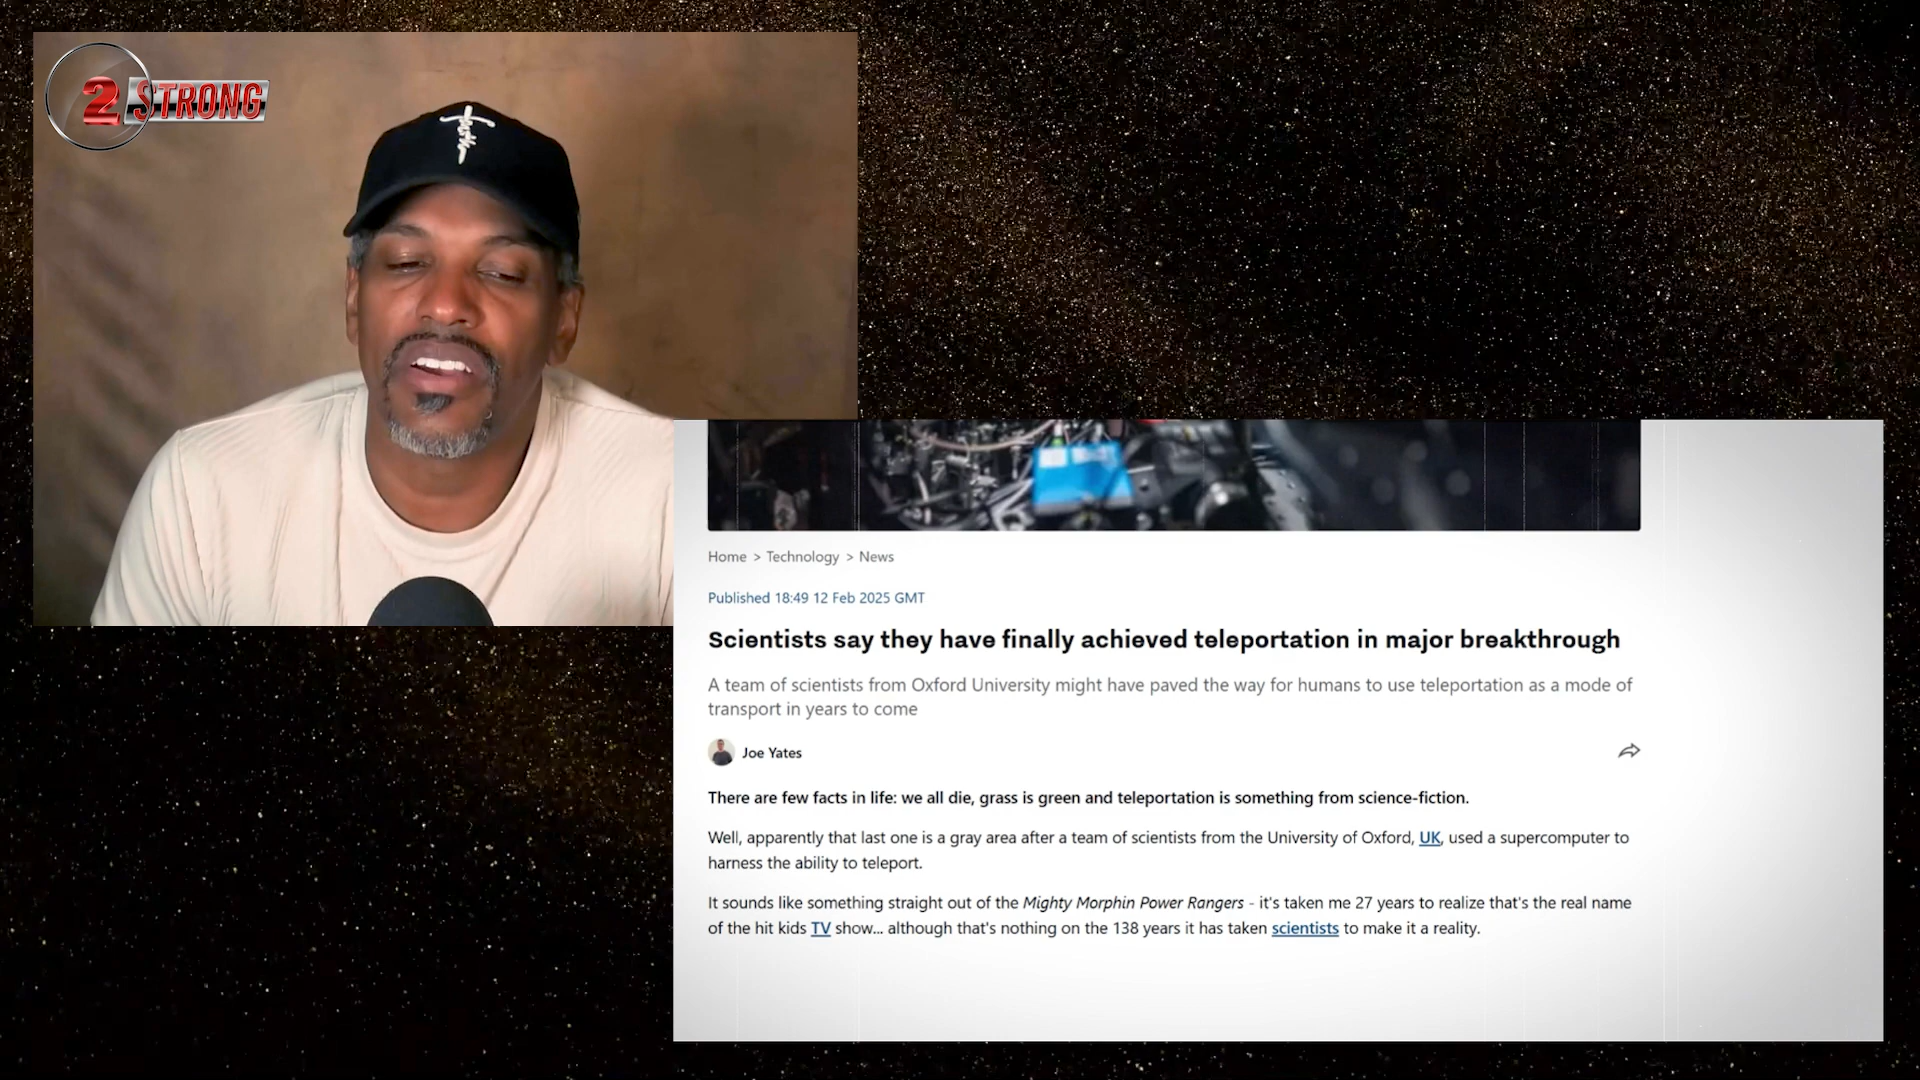 2 STRONG
Home > Technology > News
Published 18:49 12 Feb 2025 GMT
Scientists say they have finally achieved teleportation in major breakthrough
A team of scientists from Oxford University might have paved the way for humans to use teleportation as a mode of
transport in years to come
Joe Yates
There are few facts in life: we all die, grass is green and teleportation is something from science-fiction.
Well, apparently that last one is a gray area after a team of scientists from the University of Oxford, UK, used a supercomputer to
harness the ability to teleport.
It sounds like something straight out of the Mighty Morphin Power Rangers - it's taken me 27 years to realize that's the real name
of the hit kids TV show... although that's nothing on the 138 years it has taken scientists to make it a reality.